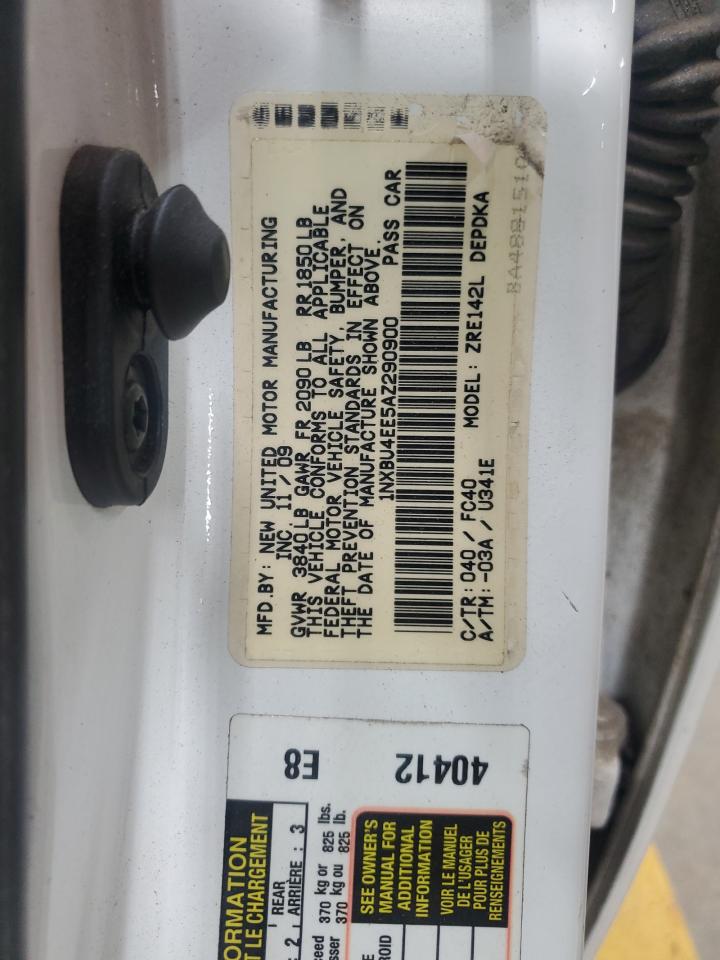 MFD.BY: NEW UNITED MOTOR MANUFACTURING
INC. 11/09
GVWR 3840LB GAWR FR 2090LB RR 1850LB
THIS VEHICLE CONFORMS TO ALL APPLICABLE
FEDERAL MOTOR VEHICLE SAFETY, BUMPER, AND
THEFT PREVENTION STANDARDS IN EFFECT ON
THE DATE OF MANUFACTURE SHOWN ABOVE.
1NXBU4EE5AZ290900 PASS CAR
C/TR: 040/FC40 MODEL: ZRE142L DEPDKA
A/TM: -03A/U341E
40412 E8
ORMATION
T LE CHARGEMENT
REAR
: 2, ARRIÈRE : 3
ceed 370 kg or 825 lbs.
sser 370 kg ou 825 lb.
SEE OWNER'S
MANUAL FOR
ADDITIONAL
INFORMATION
VOIR LE MANUEL
DE L'USAGER
POUR PLUS DE
RENSEIGNEMENTS